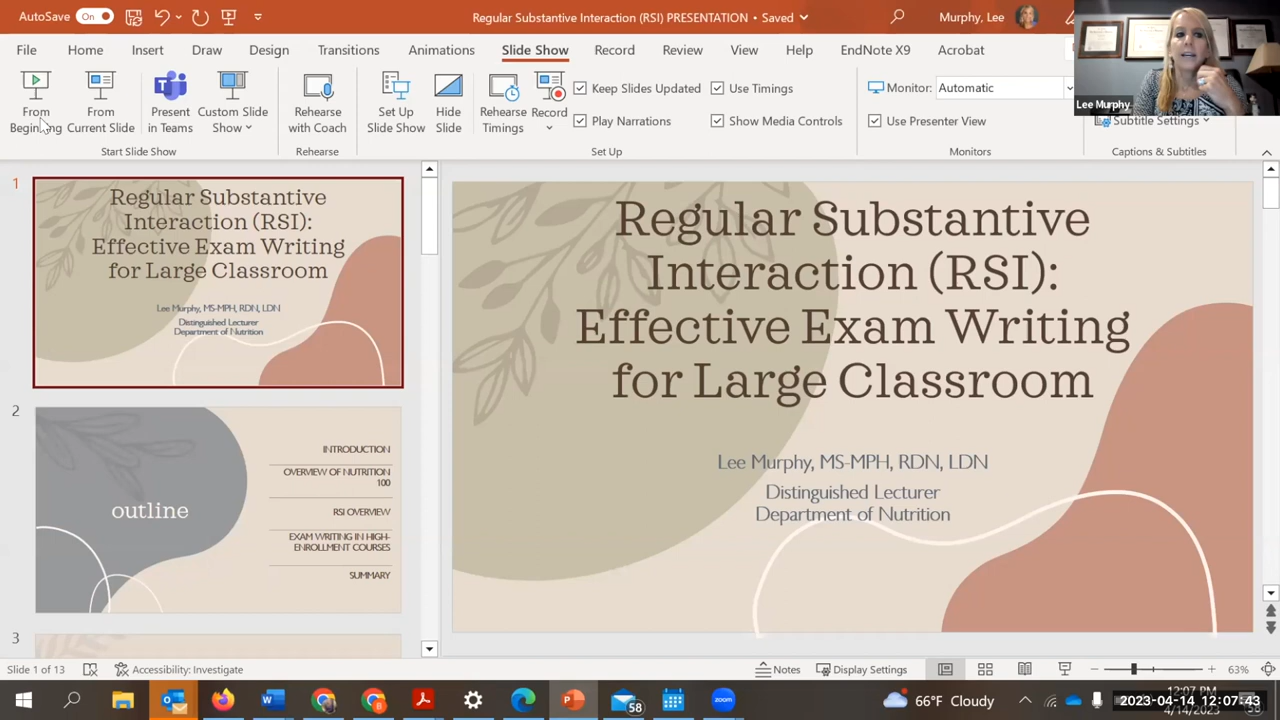 AutoSave On
Regular Substantive Interaction (RSI) PRESENTATION • Saved
Murphy, Lee
File Home Insert Draw Design Transitions Animations Slide Show Record Review View Help EndNote X9 Acrobat
From Beginning
From Current Slide
Present in Teams
Custom Slide Show
Rehearse with Coach
Set Up Slide Show
Hide Slide
Rehearse Timings
Record
Keep Slides Updated
Use Timings
Play Narrations
Show Media Controls
Monitor: Automatic
Use Presenter View
Subtitle Settings
Lee Murphy
Start Slide Show
Rehearse
Set Up
Monitors
Captions & Subtitles
1
Regular Substantive
Interaction (RSI):
Effective Exam Writing
for Large Classroom
Lee Murphy, MS-MPH, RDN, LDN
Distinguished Lecturer
Department of Nutrition
2
outline
INTRODUCTION
OVERVIEW OF NUTRITION
100
RSI OVERVIEW
EXAM WRITING IN HIGH-
ENROLLMENT COURSES
SUMMARY
3
Regular Substantive
Interaction (RSI):
Effective Exam Writing
for Large Classroom
Lee Murphy, MS-MPH, RDN, LDN
Distinguished Lecturer
Department of Nutrition
Slide 1 of 13
Accessibility: Investigate
Notes
Display Settings
63%
58
zoom
66°F Cloudy
12:07 PM
2023-04-14 12:07:43
4/14/2023